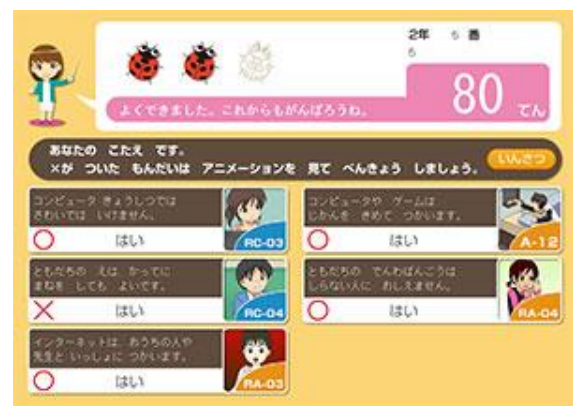 2年 5 番
5
80 てん
よくできました。これからもがんばろうね。
あなたの こたえ です。
×が ついた もんだいは アニメーションを 見て べんきょう しましょう。
いんさつ
コンピュータ きょうしつでは
さわいでは いけません。
はい
RC-03
コンピュータや ゲームは
じかんを きめて つかいます。
はい
A-12
ともだちの えは かってに
まねを しても よいです。
はい
RC-04
ともだちの でんわばんごうは
しらない人に おしえません。
はい
RA-04
インターネットは おうちの人や
先生と いっしょに つかいます。
はい
RA-03